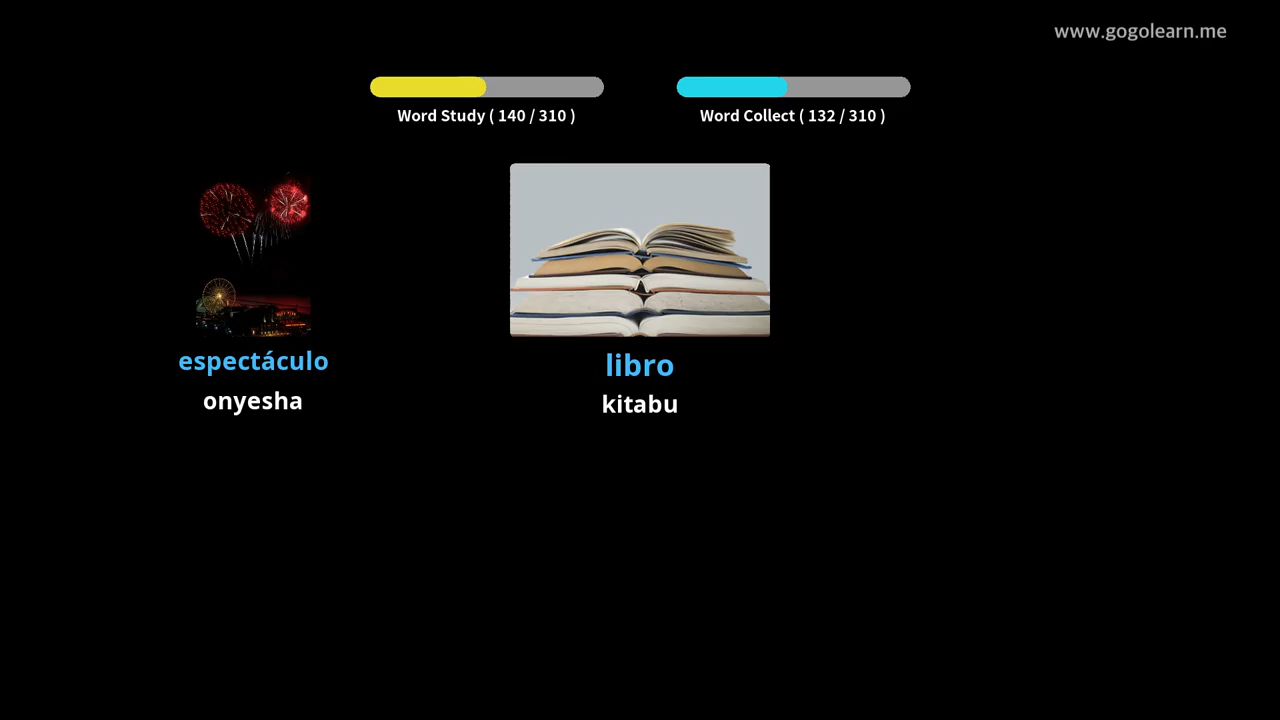 www.gogolearn.me
Word Study ( 140 / 310 )
Word Collect ( 132 / 310 )
espectáculo
onyesha
libro
kitabu